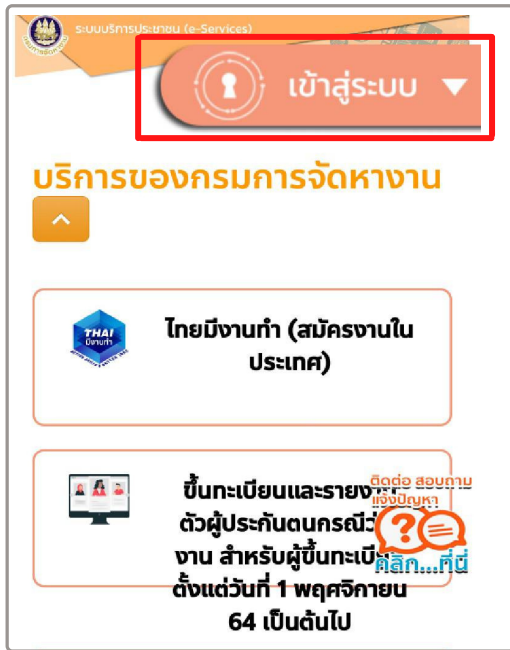 ระบบบริการประชาชน (e-Services)
เข้าสู่ระบบ
บริการของกรมการจัดหางาน
THAI
มีงานทำ
ไทยมีงานทำ (สมัครงานใน
ประเทศ)
ขึ้นทะเบียนและรายงาน
ตัวผู้ประกันตนกรณีว่าง
งาน สำหรับผู้ขึ้นทะเบียน
ตั้งแต่วันที่ 1 พฤศจิกายน
64 เป็นต้นไป
ติดต่อ สอบถาม
แจ้งปัญหา
คลิก...ที่นี่